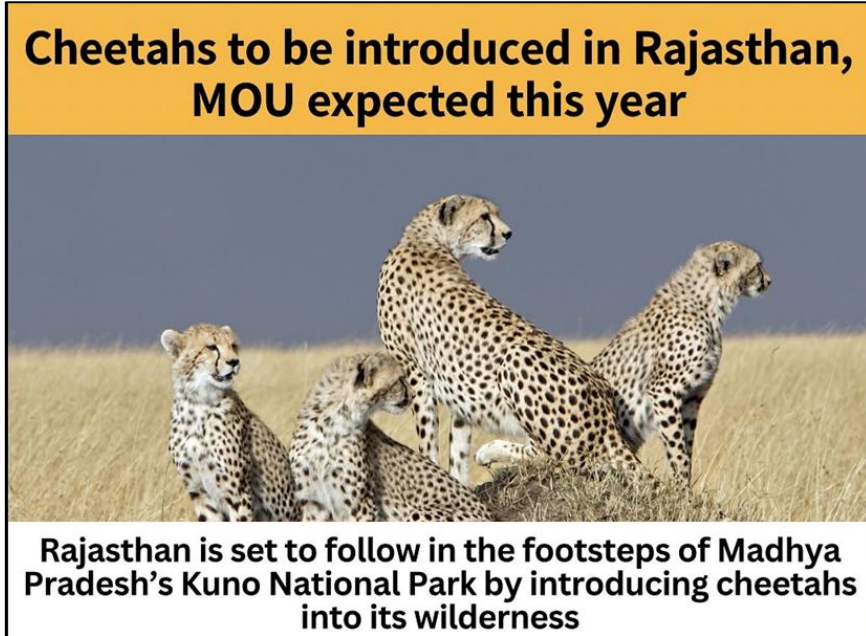 Cheetahs to be introduced in Rajasthan,
MOU expected this year
Rajasthan is set to follow in the footsteps of Madhya
Pradesh’s Kuno National Park by introducing cheetahs
into its wilderness